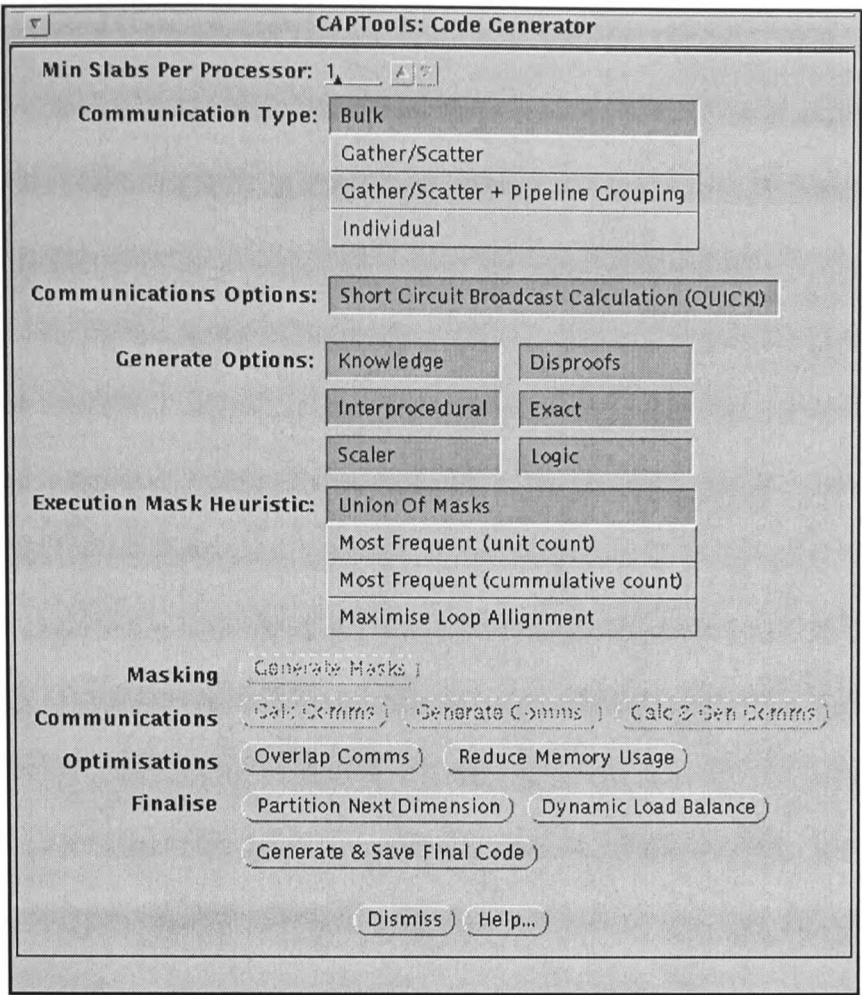 CAPTools: Code Generator
Min Slabs Per Processor: 1
Communication Type: Bulk
Gather/Scatter
Gather/Scatter + Pipeline Grouping
Individual
Communications Options: Short Circuit Broadcast Calculation (QUICK!)
Generate Options: Knowledge Disproofs
Interprocedural Exact
Scaler Logic
Execution Mask Heuristic: Union Of Masks
Most Frequent (unit count)
Most Frequent (cummulative count)
Maximise Loop Allignment
Masking Generate Masks
Communications Calc Comms Generate Comms Calc & Gen Comms
Optimisations Overlap Comms Reduce Memory Usage
Finalise Partition Next Dimension Dynamic Load Balance
Generate & Save Final Code
Dismiss Help...